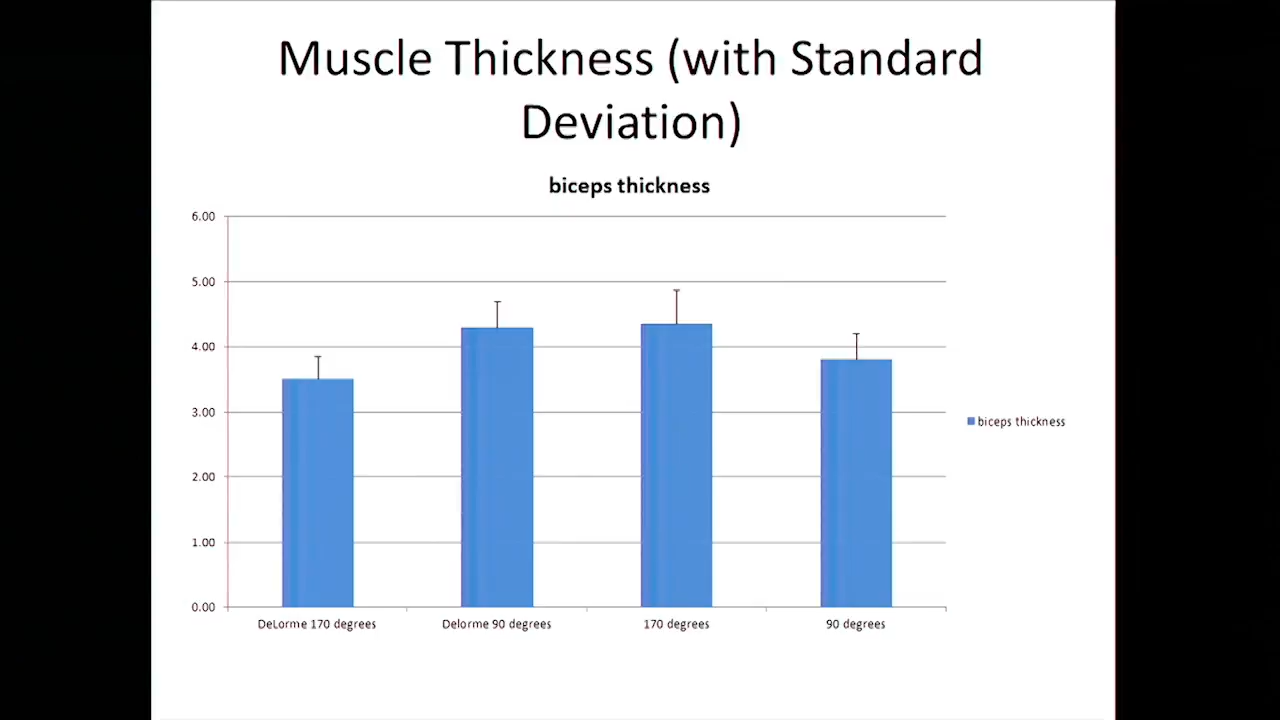 Muscle Thickness (with Standard
Deviation)
biceps thickness
6.00
5.00
4.00
3.00
2.00
1.00
0.00
DeLorme 170 degrees
Delorme 90 degrees
170 degrees
90 degrees
biceps thickness